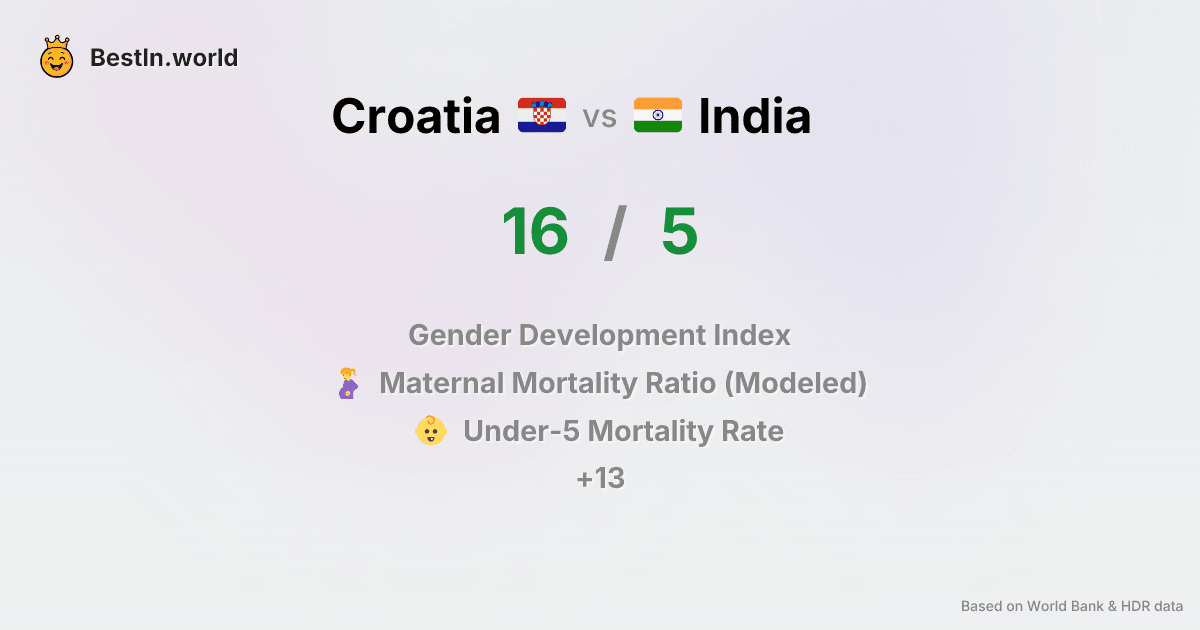 BestIn.world
Croatia vs India
16 / 5
Gender Development Index
Maternal Mortality Ratio (Modeled)
Under-5 Mortality Rate
+13
Based on World Bank & HDR data